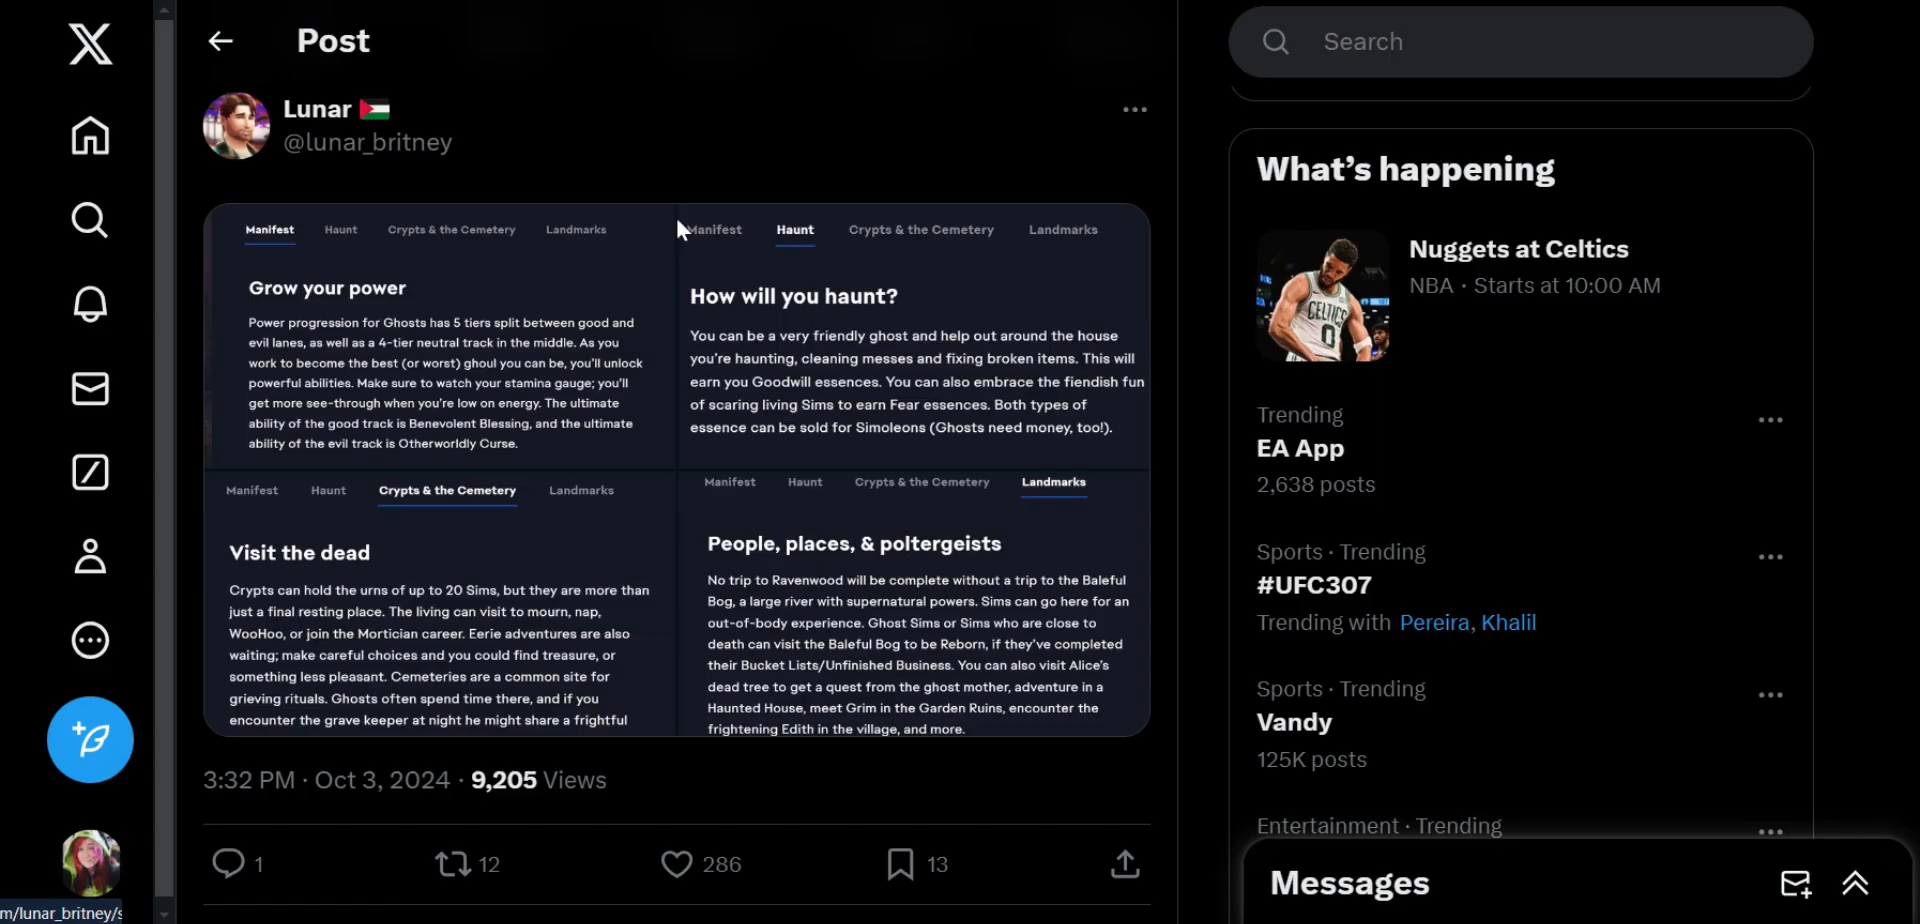 Post
Lunar
@lunar_britney
Manifest Haunt Crypts & the Cemetery Landmarks
Grow your power
Power progression for Ghosts has 5 tiers split between good and
evil lanes, as well as a 4-tier neutral track in the middle. As you
work to become the best (or worst) ghoul you can be, you'll unlock
powerful abilities. Make sure to watch your stamina gauge; you'll
get more see-through when you're low on energy. The ultimate
ability of the good track is Benevolent Blessing, and the ultimate
ability of the evil track is Otherworldly Curse.
Manifest Haunt Crypts & the Cemetery Landmarks
How will you haunt?
You can be a very friendly ghost and help out around the house
you're haunting, cleaning messes and fixing broken items. This will
earn you Goodwill essences. You can also embrace the fiendish fun
of scaring living Sims to earn Fear essences. Both types of
essence can be sold for Simoleons (Ghosts need money, too!).
Manifest Haunt Crypts & the Cemetery Landmarks
Visit the dead
Crypts can hold the urns of up to 20 Sims, but they are more than
just a final resting place. The living can visit to mourn, nap,
WooHoo, or join the Mortician career. Eerie adventures are also
waiting; make careful choices and you could find treasure, or
something less pleasant. Cemeteries are a common site for
grieving rituals. Ghosts often spend time there, and if you
encounter the grave keeper at night he might share a frightful
Manifest Haunt Crypts & the Cemetery Landmarks
People, places, & poltergeists
No trip to Ravenwood will be complete without a trip to the Baleful
Bog, a large river with supernatural powers. Sims can go here for an
out-of-body experience. Ghost Sims or Sims who are close to
death can visit the Baleful Bog to be Reborn, if they've completed
their Bucket Lists/Unfinished Business. You can also visit Alice's
dead tree to get a quest from the ghost mother, adventure in a
Haunted House, meet Grim in the Garden Ruins, encounter the
frightening Edith in the village, and more.
3:32 PM · Oct 3, 2024 · 9,205 Views
1 12 286 13
m/lunar_britney/s
Search
What's happening
CELTICS
0
Nuggets at Celtics
NBA · Starts at 10:00 AM
Trending
EA App
2,638 posts
Sports · Trending
#UFC307
Trending with Pereira, Khalil
Sports · Trending
Vandy
125K posts
Entertainment · Trending
Messages